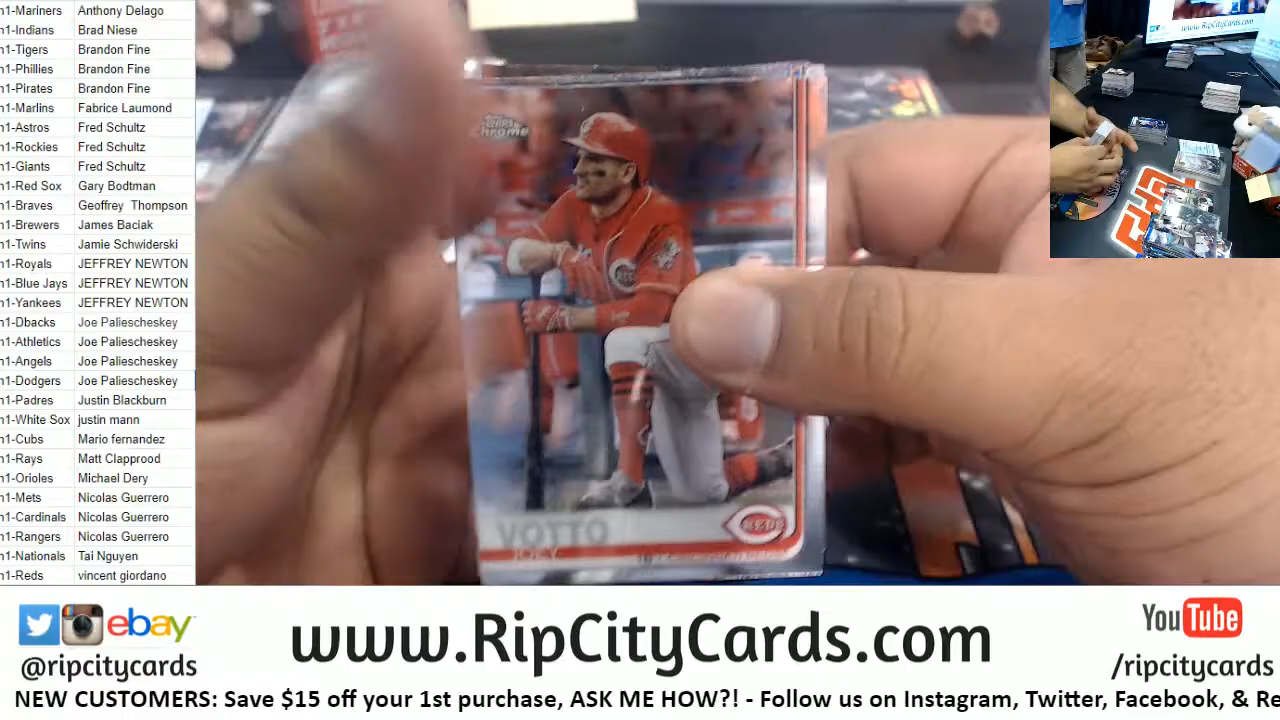 n1-Mariners Anthony Delago
n1-Indians Brad Niese
n1-Tigers Brandon Fine
n1-Phillies Brandon Fine
n1-Pirates Brandon Fine
n1-Marlins Fabrice Laumond
n1-Astros Fred Schultz
n1-Rockies Fred Schultz
n1-Giants Fred Schultz
n1-Red Sox Gary Bodtman
n1-Braves Geoffrey Thompson
n1-Brewers James Baciak
n1-Twins Jamie Schwiderski
n1-Royals JEFFREY NEWTON
n1-Blue Jays JEFFREY NEWTON
n1-Yankees JEFFREY NEWTON
n1-Dbacks Joe Paliescheskey
n1-Athletics Joe Paliescheskey
n1-Angels Joe Paliescheskey
n1-Dodgers Joe Paliescheskey
n1-Padres Justin Blackburn
n1-White Sox justin mann
n1-Cubs Mario fernandez
n1-Rays Matt Clapprood
n1-Orioles Michael Dery
n1-Mets Nicolas Guerrero
n1-Cardinals Nicolas Guerrero
n1-Rangers Nicolas Guerrero
n1-Nationals Tai Nguyen
n1-Reds vincent giordano
Topps
Chrome
VOTTO
JOEY
REDS
www.RipCityCards.com
ebay
@ripcitycards
www.RipCityCards.com
YouTube
/ripcitycards
NEW CUSTOMERS: Save $15 off your 1st purchase, ASK ME HOW?! - Follow us on Instagram, Twitter, Facebook, & Re